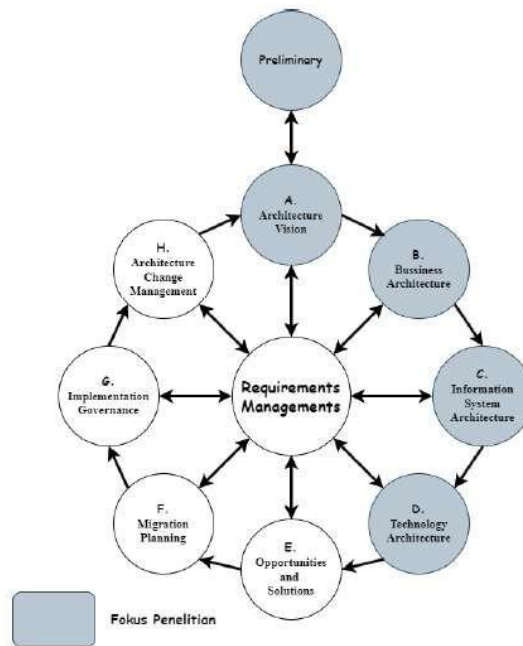 Preliminary
A.
Architecture
Vision
B.
Bussiness
Architecture
C.
Information
System
Architecture
D.
Technology
Architecture
E.
Opportunities
and
Solutions
F.
Migration
Planning
G.
Implementation
Governance
H.
Architecture
Change
Management
Requirements
Managements
Fokus Penelitian